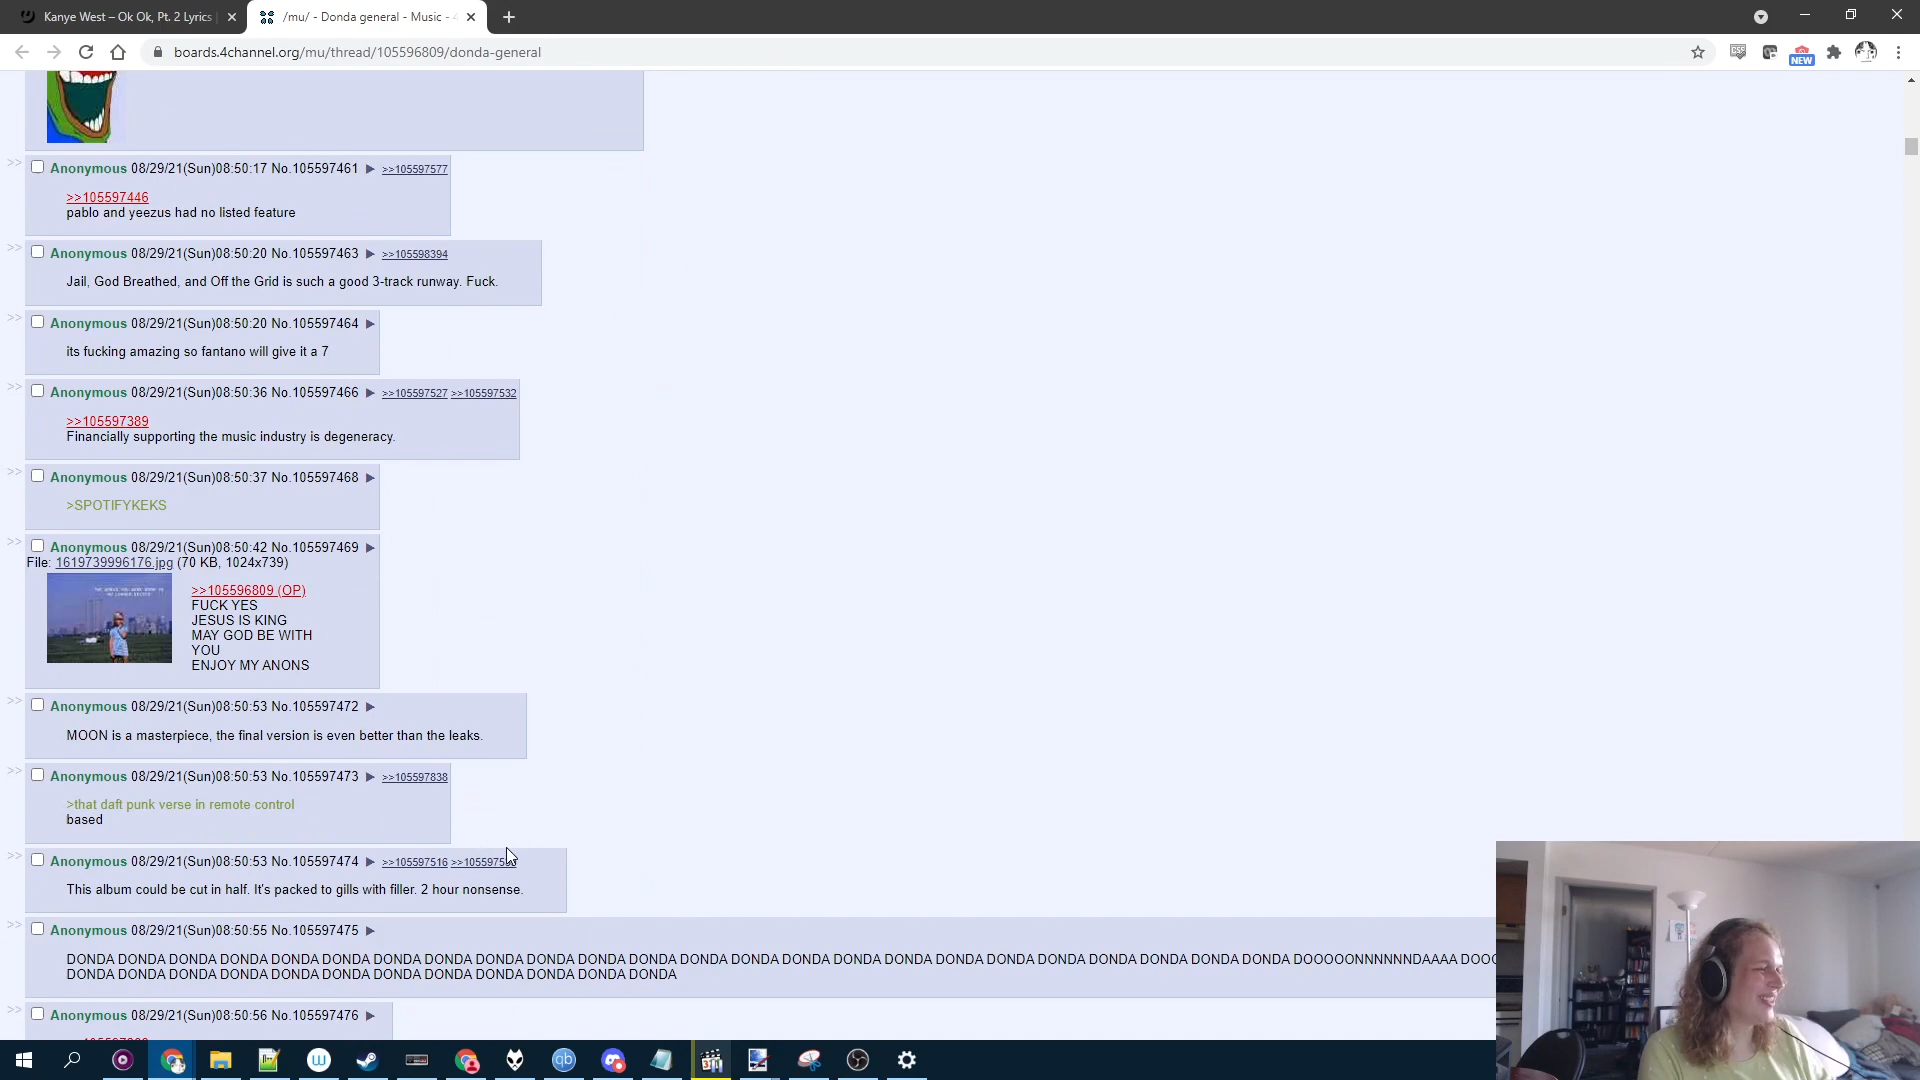 Kanye West – Ok Ok, Pt. 2 Lyrics
/mu/ - Donda general - Music - 4
boards.4channel.org/mu/thread/105596809/donda-general
NEW
>> Anonymous 08/29/21(Sun)08:50:17 No.105597461 ▶ >>105597577
>>105597446
pablo and yeezus had no listed feature
>> Anonymous 08/29/21(Sun)08:50:20 No.105597463 ▶ >>105598394
Jail, God Breathed, and Off the Grid is such a good 3-track runway. Fuck.
>> Anonymous 08/29/21(Sun)08:50:20 No.105597464 ▶
its fucking amazing so fantano will give it a 7
>> Anonymous 08/29/21(Sun)08:50:36 No.105597466 ▶ >>105597527 >>105597532
>>105597389
Financially supporting the music industry is degeneracy.
>> Anonymous 08/29/21(Sun)08:50:37 No.105597468 ▶
>SPOTIFYKEKS
>> Anonymous 08/29/21(Sun)08:50:42 No.105597469 ▶
File: 1619739996176.jpg (70 KB, 1024x739)
>>105596809 (OP)
FUCK YES
JESUS IS KING
MAY GOD BE WITH
YOU
ENJOY MY ANONS
>> Anonymous 08/29/21(Sun)08:50:53 No.105597472 ▶
MOON is a masterpiece, the final version is even better than the leaks.
>> Anonymous 08/29/21(Sun)08:50:53 No.105597473 ▶ >>105597838
>that daft punk verse in remote control
based
>> Anonymous 08/29/21(Sun)08:50:53 No.105597474 ▶ >>105597516
This album could be cut in half. It's packed to gills with filler. 2 hour nonsense.
>> Anonymous 08/29/21(Sun)08:50:55 No.105597475 ▶
DONDA DONDA DONDA DONDA DONDA DONDA DONDA DONDA DONDA DONDA DONDA DONDA DONDA DONDA DONDA DONDA DONDA DONDA DONDA DONDA DONDA DONDA DONDA DONDA DOOOOONNNNNNDAAAA DOOO
DONDA DONDA DONDA DONDA DONDA DONDA DONDA DONDA DONDA DONDA DONDA DONDA
>> Anonymous 08/29/21(Sun)08:50:56 No.105597476 ▶